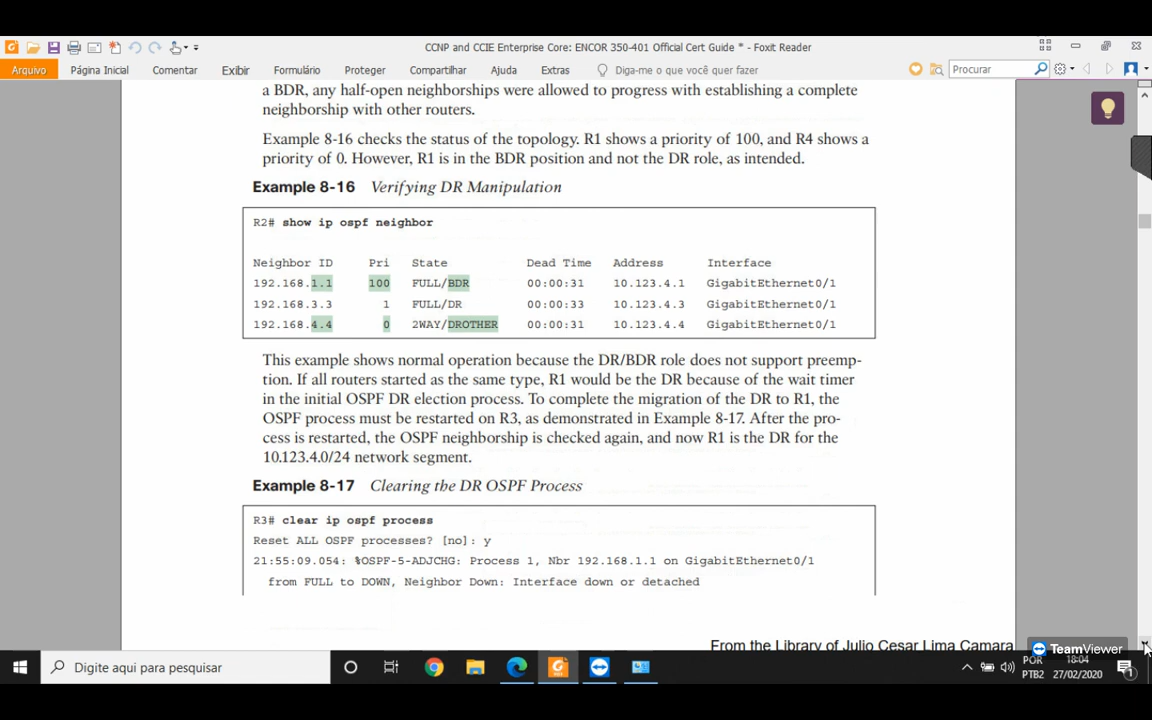 CCNP and CCIE Enterprise Core: ENCOR 350-401 Official Cert Guide * - Foxit Reader
Arquivo Página Inicial Comentar Exibir Formulário Proteger Compartilhar Ajuda Extras Diga-me o que você quer fazer Procurar
a BDR, any half-open neighborships were allowed to progress with establishing a complete
neighborhood with other routers.
Example 8-16 checks the status of the topology. R1 shows a priority of 100, and R4 shows a
priority of 0. However, R1 is in the BDR position and not the DR role, as intended.
Example 8-16 Verifying DR Manipulation
R2# show ip ospf neighbor
Neighbor ID Pri State Dead Time Address Interface
192.168.1.1 100 FULL/BDR 00:00:31 10.123.4.1 GigabitEthernet0/1
192.168.3.3 1 FULL/DR 00:00:33 10.123.4.3 GigabitEthernet0/1
192.168.4.4 0 2WAY/DROTHER 00:00:31 10.123.4.4 GigabitEthernet0/1
This example shows normal operation because the DR/BDR role does not support preemp-
tion. If all routers started as the same type, R1 would be the DR because of the wait timer
in the initial OSPF DR election process. To complete the migration of the DR to R1, the
OSPF process must be restarted on R3, as demonstrated in Example 8-17. After the pro-
cess is restarted, the OSPF neighborship is checked again, and now R1 is the DR for the
10.123.4.0/24 network segment.
Example 8-17 Clearing the DR OSPF Process
R3# clear ip ospf process
Reset ALL OSPF processes? [no]: y
21:55:09.054: %OSPF-5-ADJCHG: Process 1, Nbr 192.168.1.1 on GigabitEthernet0/1
from FULL to DOWN, Neighbor Down: Interface down or detached
From the Library of Julio Cesar Lima Camara
TeamViewer
Digite aqui para pesquisar
POR
PTB2
18:04
27/02/2020
1